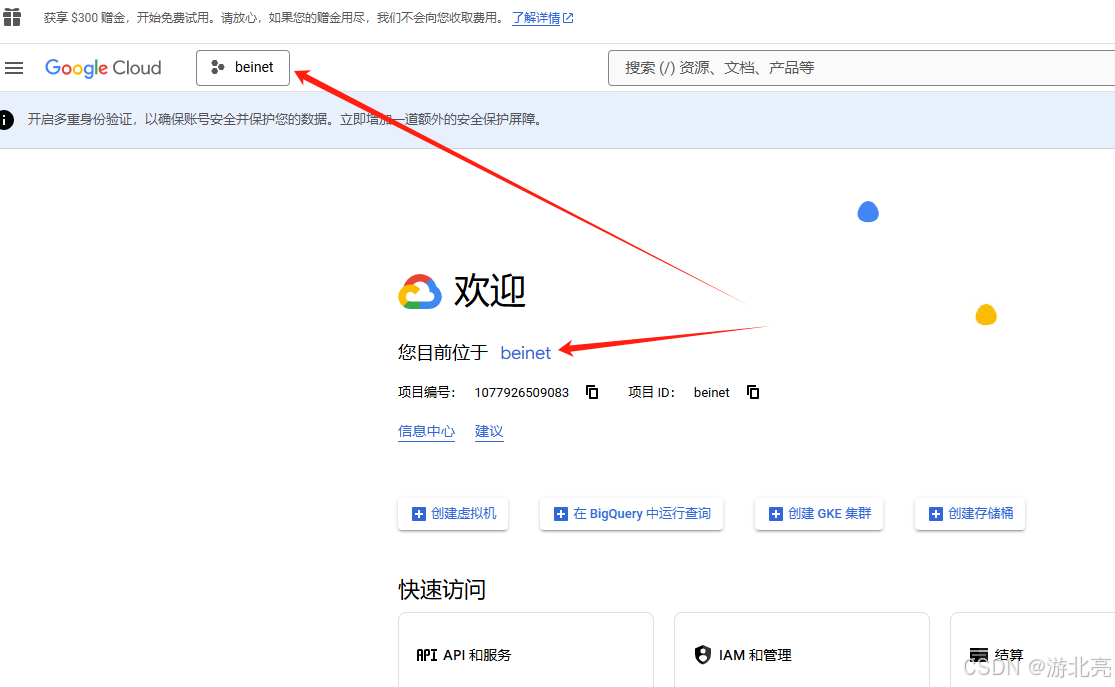 获享 $300 赠金，开始免费试用。请放心，如果您的赠金用尽，我们不会向您收取费用。 了解详情
Google Cloud beinet 搜索 (/) 资源、文档、产品等
开启多重身份验证，以确保账号安全并保护您的数据。立即增加一道额外的安全保护屏障。
欢迎
您目前位于 beinet
项目编号： 1077926509083 项目 ID： beinet
信息中心 建议
创建虚拟机 在 BigQuery 中运行查询 创建 GKE 集群 创建存储桶
快速访问
API API 和服务 IAM 和管理 结算
CSDN @游北亮